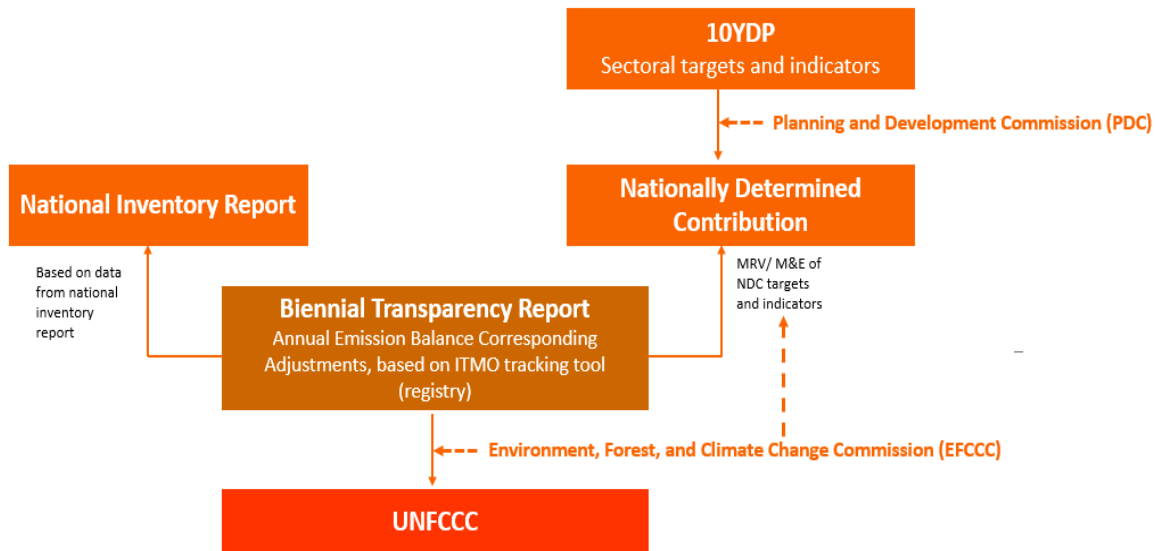 10YDP
Sectoral targets and indicators
Planning and Development Commission (PDC)
National Inventory Report
Nationally Determined
Contribution
Based on data
from national
inventory
report
MRV/ M&E of
NDC targets
and indicators
Biennial Transparency Report
Annual Emission Balance Corresponding
Adjustments, based on ITMO tracking tool
(registry)
Environment, Forest, and Climate Change Commission (EFCCC)
UNFCCC